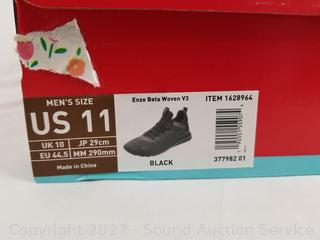 MEN'S SIZE
US 11
UK 10 JP 29cm
EU 44.5 MM 290mm
Made in China
Enzo Beta Woven V3 ITEM 1628964
BLACK
377982 01
Copyright 2023 - Sound Auction Service